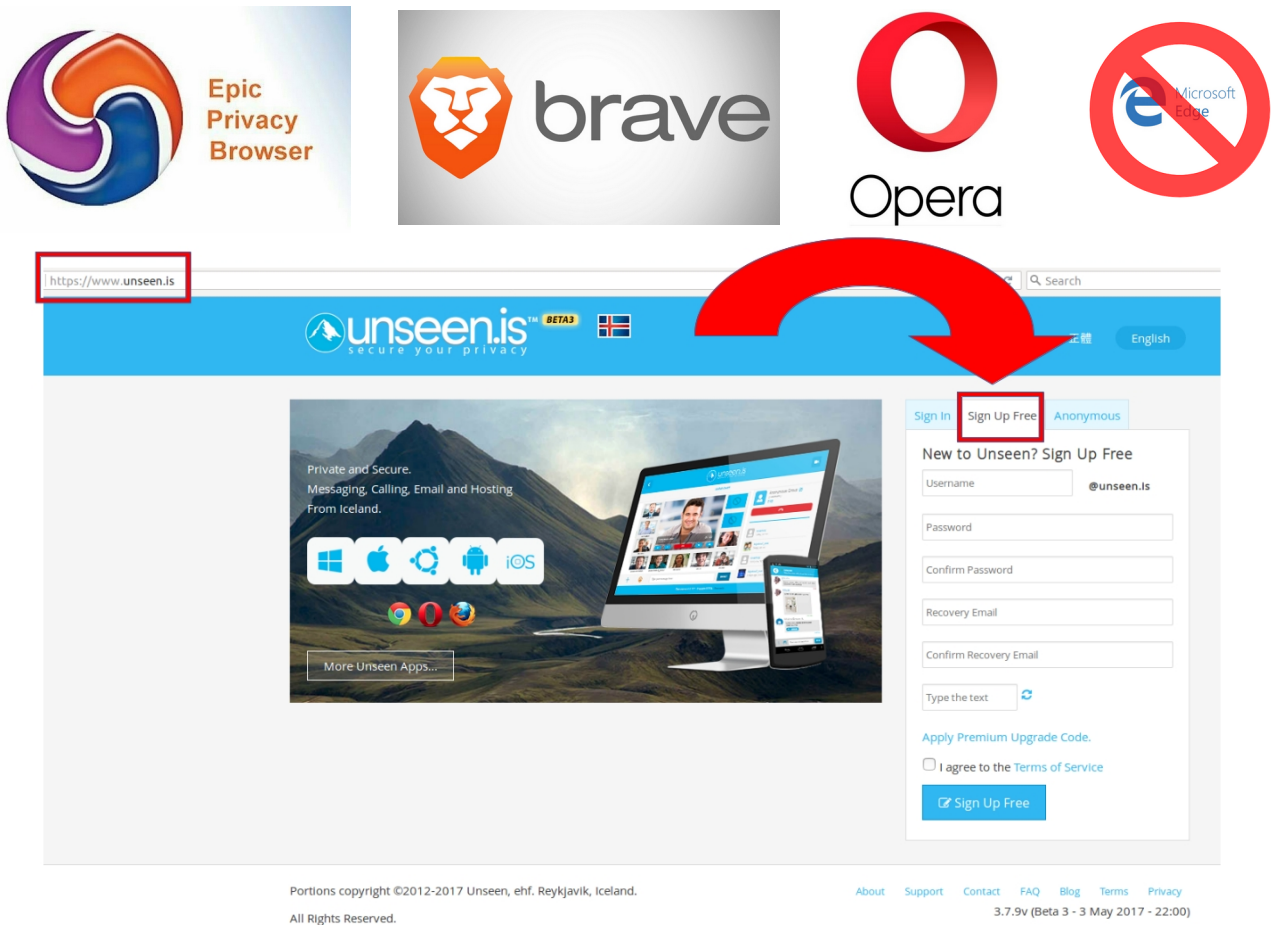 Epic
Privacy
Browser
brave
Opera
Microsoft
Edge
https://www.unseen.is
Search
unseen.is™ BETA3
secure your privacy
正體
English
Sign In
Sign Up Free
Anonymous
Private and Secure.
Messaging, Calling, Email and Hosting
From Iceland.
iOS
More Unseen Apps...
unseen.is
New to Unseen? Sign Up Free
Username
@unseen.is
Password
Confirm Password
Recovery Email
Confirm Recovery Email
Type the text
Apply Premium Upgrade Code.
I agree to the Terms of Service
Sign Up Free
Portions copyright ©2012-2017 Unseen, ehf. Reykjavik, Iceland.
All Rights Reserved.
About Support Contact FAQ Blog Terms Privacy
3.7.9v (Beta 3 - 3 May 2017 - 22:00)